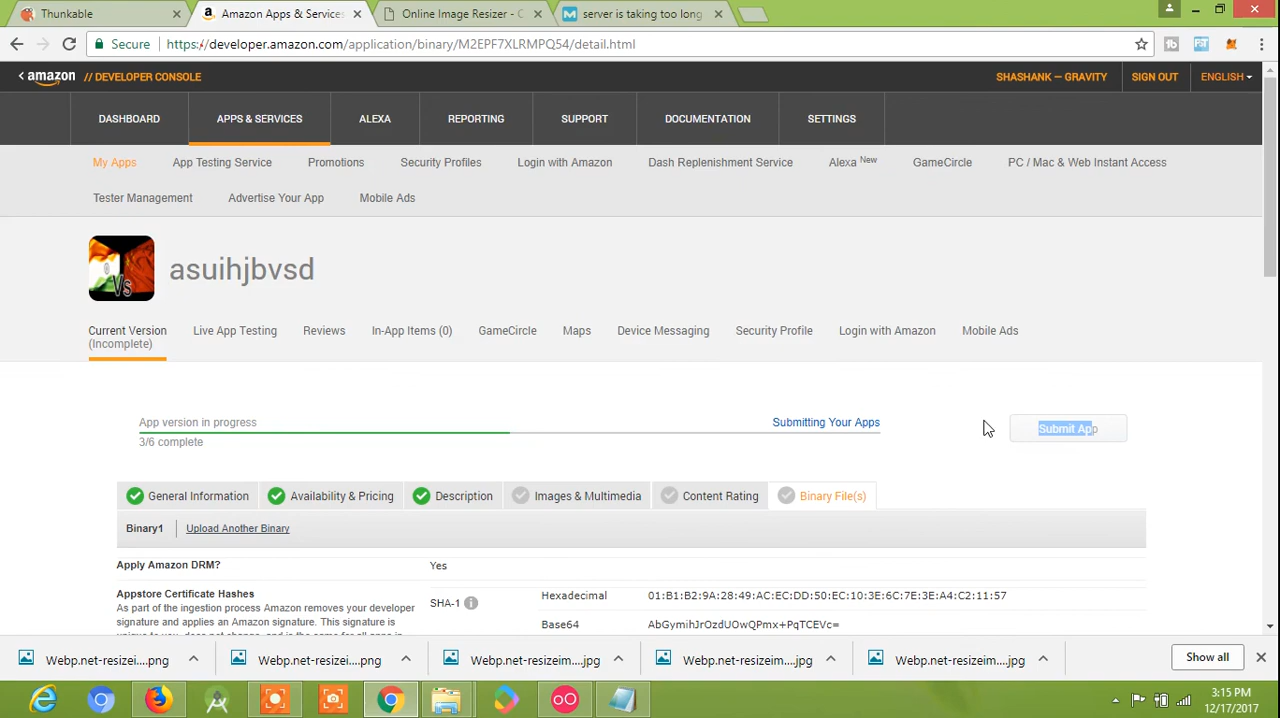 Thunkable
Amazon Apps & Services
Online Image Resizer - C
server is taking too long
Secure
https://developer.amazon.com/application/binary/M2EPF7XLRMPQ54/detail.html
amazon // DEVELOPER CONSOLE
SHASHANK — GRAVITY
SIGN OUT
ENGLISH
DASHBOARD
APPS & SERVICES
ALEXA
REPORTING
SUPPORT
DOCUMENTATION
SETTINGS
My Apps
App Testing Service
Promotions
Security Profiles
Login with Amazon
Dash Replenishment Service
Alexa New
GameCircle
PC / Mac & Web Instant Access
Tester Management
Advertise Your App
Mobile Ads
Vs
asuihjbvsd
Current Version
(Incomplete)
Live App Testing
Reviews
In-App Items (0)
GameCircle
Maps
Device Messaging
Security Profile
Login with Amazon
Mobile Ads
App version in progress
Submitting Your Apps
3/6 complete
Submit App
General Information
Availability & Pricing
Description
Images & Multimedia
Content Rating
Binary File(s)
Binary1
Upload Another Binary
Apply Amazon DRM?
Yes
Appstore Certificate Hashes
As part of the ingestion process Amazon removes your developer
signature and applies an Amazon signature. This signature is
SHA-1
Hexadecimal
01:B1:B2:9A:28:49:AC:EC:DD:50:EC:10:3E:6C:7E:3E:A4:C2:11:57
Base64
AbGymihJrOzdUOwQPmx+PqTCEVc=
Webp.net-resizei....png
Webp.net-resizei....png
Webp.net-resizeim....jpg
Webp.net-resizeim....jpg
Webp.net-resizeim....jpg
Show all
3:15 PM
12/17/2017